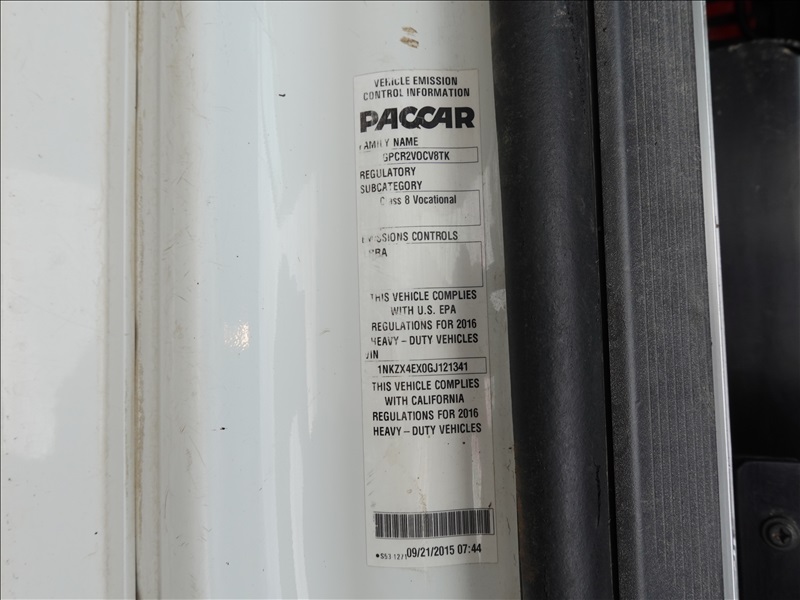 VEHICLE EMISSION
CONTROL INFORMATION
PACCAR
FAMILY NAME
GPCR2VOCV8TK
REGULATORY
SUBCATEGORY
Class 8 Vocational
EMISSIONS CONTROLS
THIS VEHICLE COMPLIES
WITH U.S. EPA
REGULATIONS FOR 2016
HEAVY – DUTY VEHICLES
VIN
1NKZX4EX0GJ121341
THIS VEHICLE COMPLIES
WITH CALIFORNIA
REGULATIONS FOR 2016
HEAVY – DUTY VEHICLES
09/21/2015 07:44